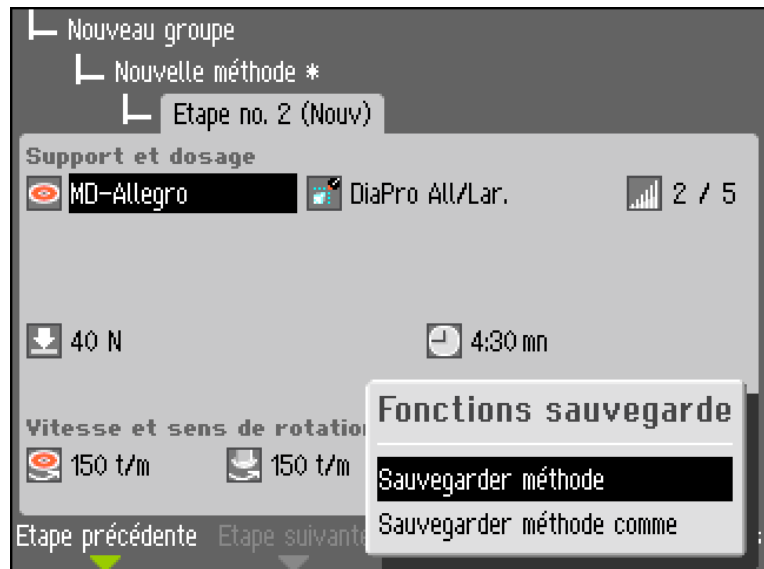 Nouveau groupe
Nouvelle méthode *
Etape no. 2 (Nouv)
Support et dosage
MD-Allegro DiaPro All/Lar. 2 / 5
40 N 4:30 mn
Vitesse et sens de rotation
150 t/m 150 t/m
Fonctions sauvegarde
Sauvegarder méthode
Sauvegarder méthode comme
Etape précédente Etape suivante